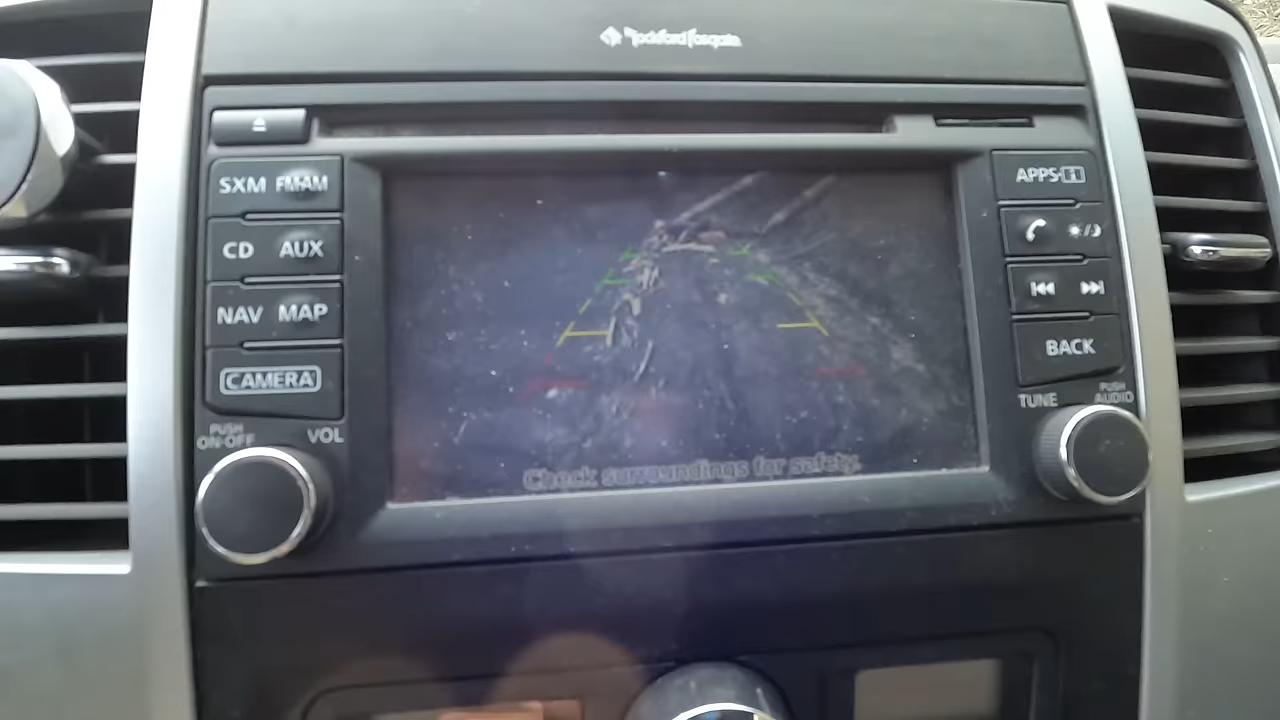 Rockford Fosgate
SXM FM·AM
CD AUX
NAV MAP
CAMERA
PUSH
ON·OFF
VOL
APPS·i
BACK
TUNE
PUSH
AUDIO
Check surroundings for safety.